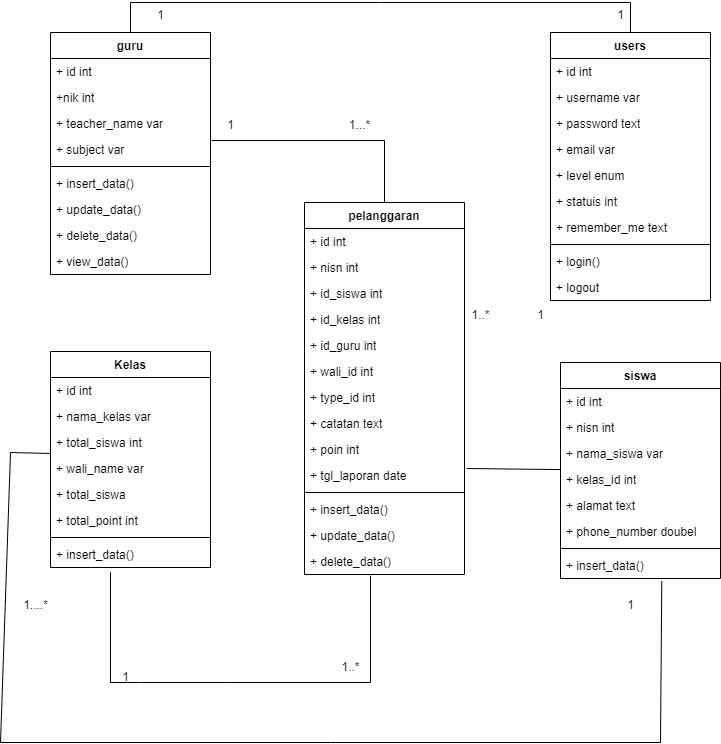 1
1
guru
+ id int
+nik int
+ teacher_name var
+ subject var
+ insert_data()
+ update_data()
+ delete_data()
+ view_data()
users
+ id int
+ username var
+ password text
+ email var
+ level enum
+ statuis int
+ remember_me text
+ login()
+ logout
1
1...*
pelanggaran
+ id int
+ nisn int
+ id_siswa int
+ id_kelas int
+ id_guru int
+ wali_id int
+ type_id int
+ catatan text
+ poin int
+ tgl_laporan date
+ insert_data()
+ update_data()
+ delete_data()
1..*
1
Kelas
+ id int
+ nama_kelas var
+ total_siswa int
+ wali_name var
+ total_siswa
+ total_point int
+ insert_data()
siswa
+ id int
+ nisn int
+ nama_siswa var
+ kelas_id int
+ alamat text
+ phone_number doubel
+ insert_data()
1....*
1
1
1..*